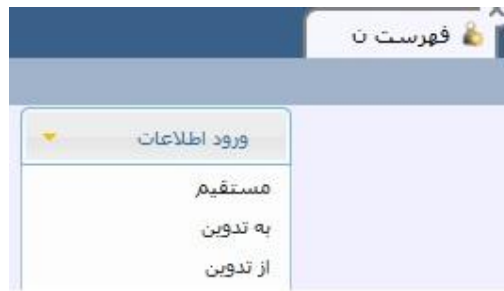 فهرست ن
ورود اطلاعات
مستقیم
به تدوین
از تدوین